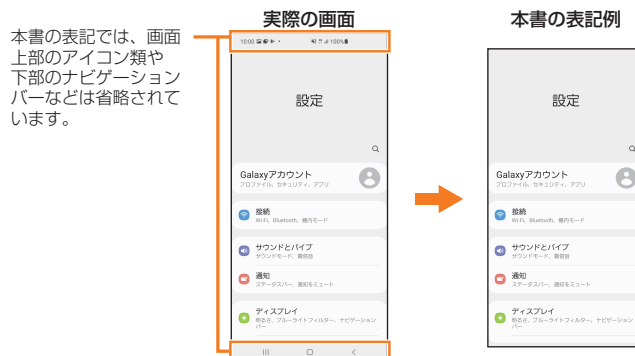 本書の表記では、画面
上部のアイコン類や
下部のナビゲーション
バーなどは省略されて
います。
実際の画面
10:00
100%
設定
Galaxyアカウント
プロファイル、セキュリティ、アプリ
接続
Wi-Fi、Bluetooth、機内モード
サウンドとバイブ
サウンドモード、着信音
通知
ステータスバー、通知をミュート
ディスプレイ
明るさ、ブルーライトフィルター、ナビゲーション
バー
本書の表記例
設定
Galaxyアカウント
プロファイル、セキュリティ、アプリ
接続
Wi-Fi、Bluetooth、機内モード
サウンドとバイブ
サウンドモード、着信音
通知
ステータスバー、通知をミュート
ディスプレイ
明るさ、ブルーライトフィルター、ナビゲーション
バー